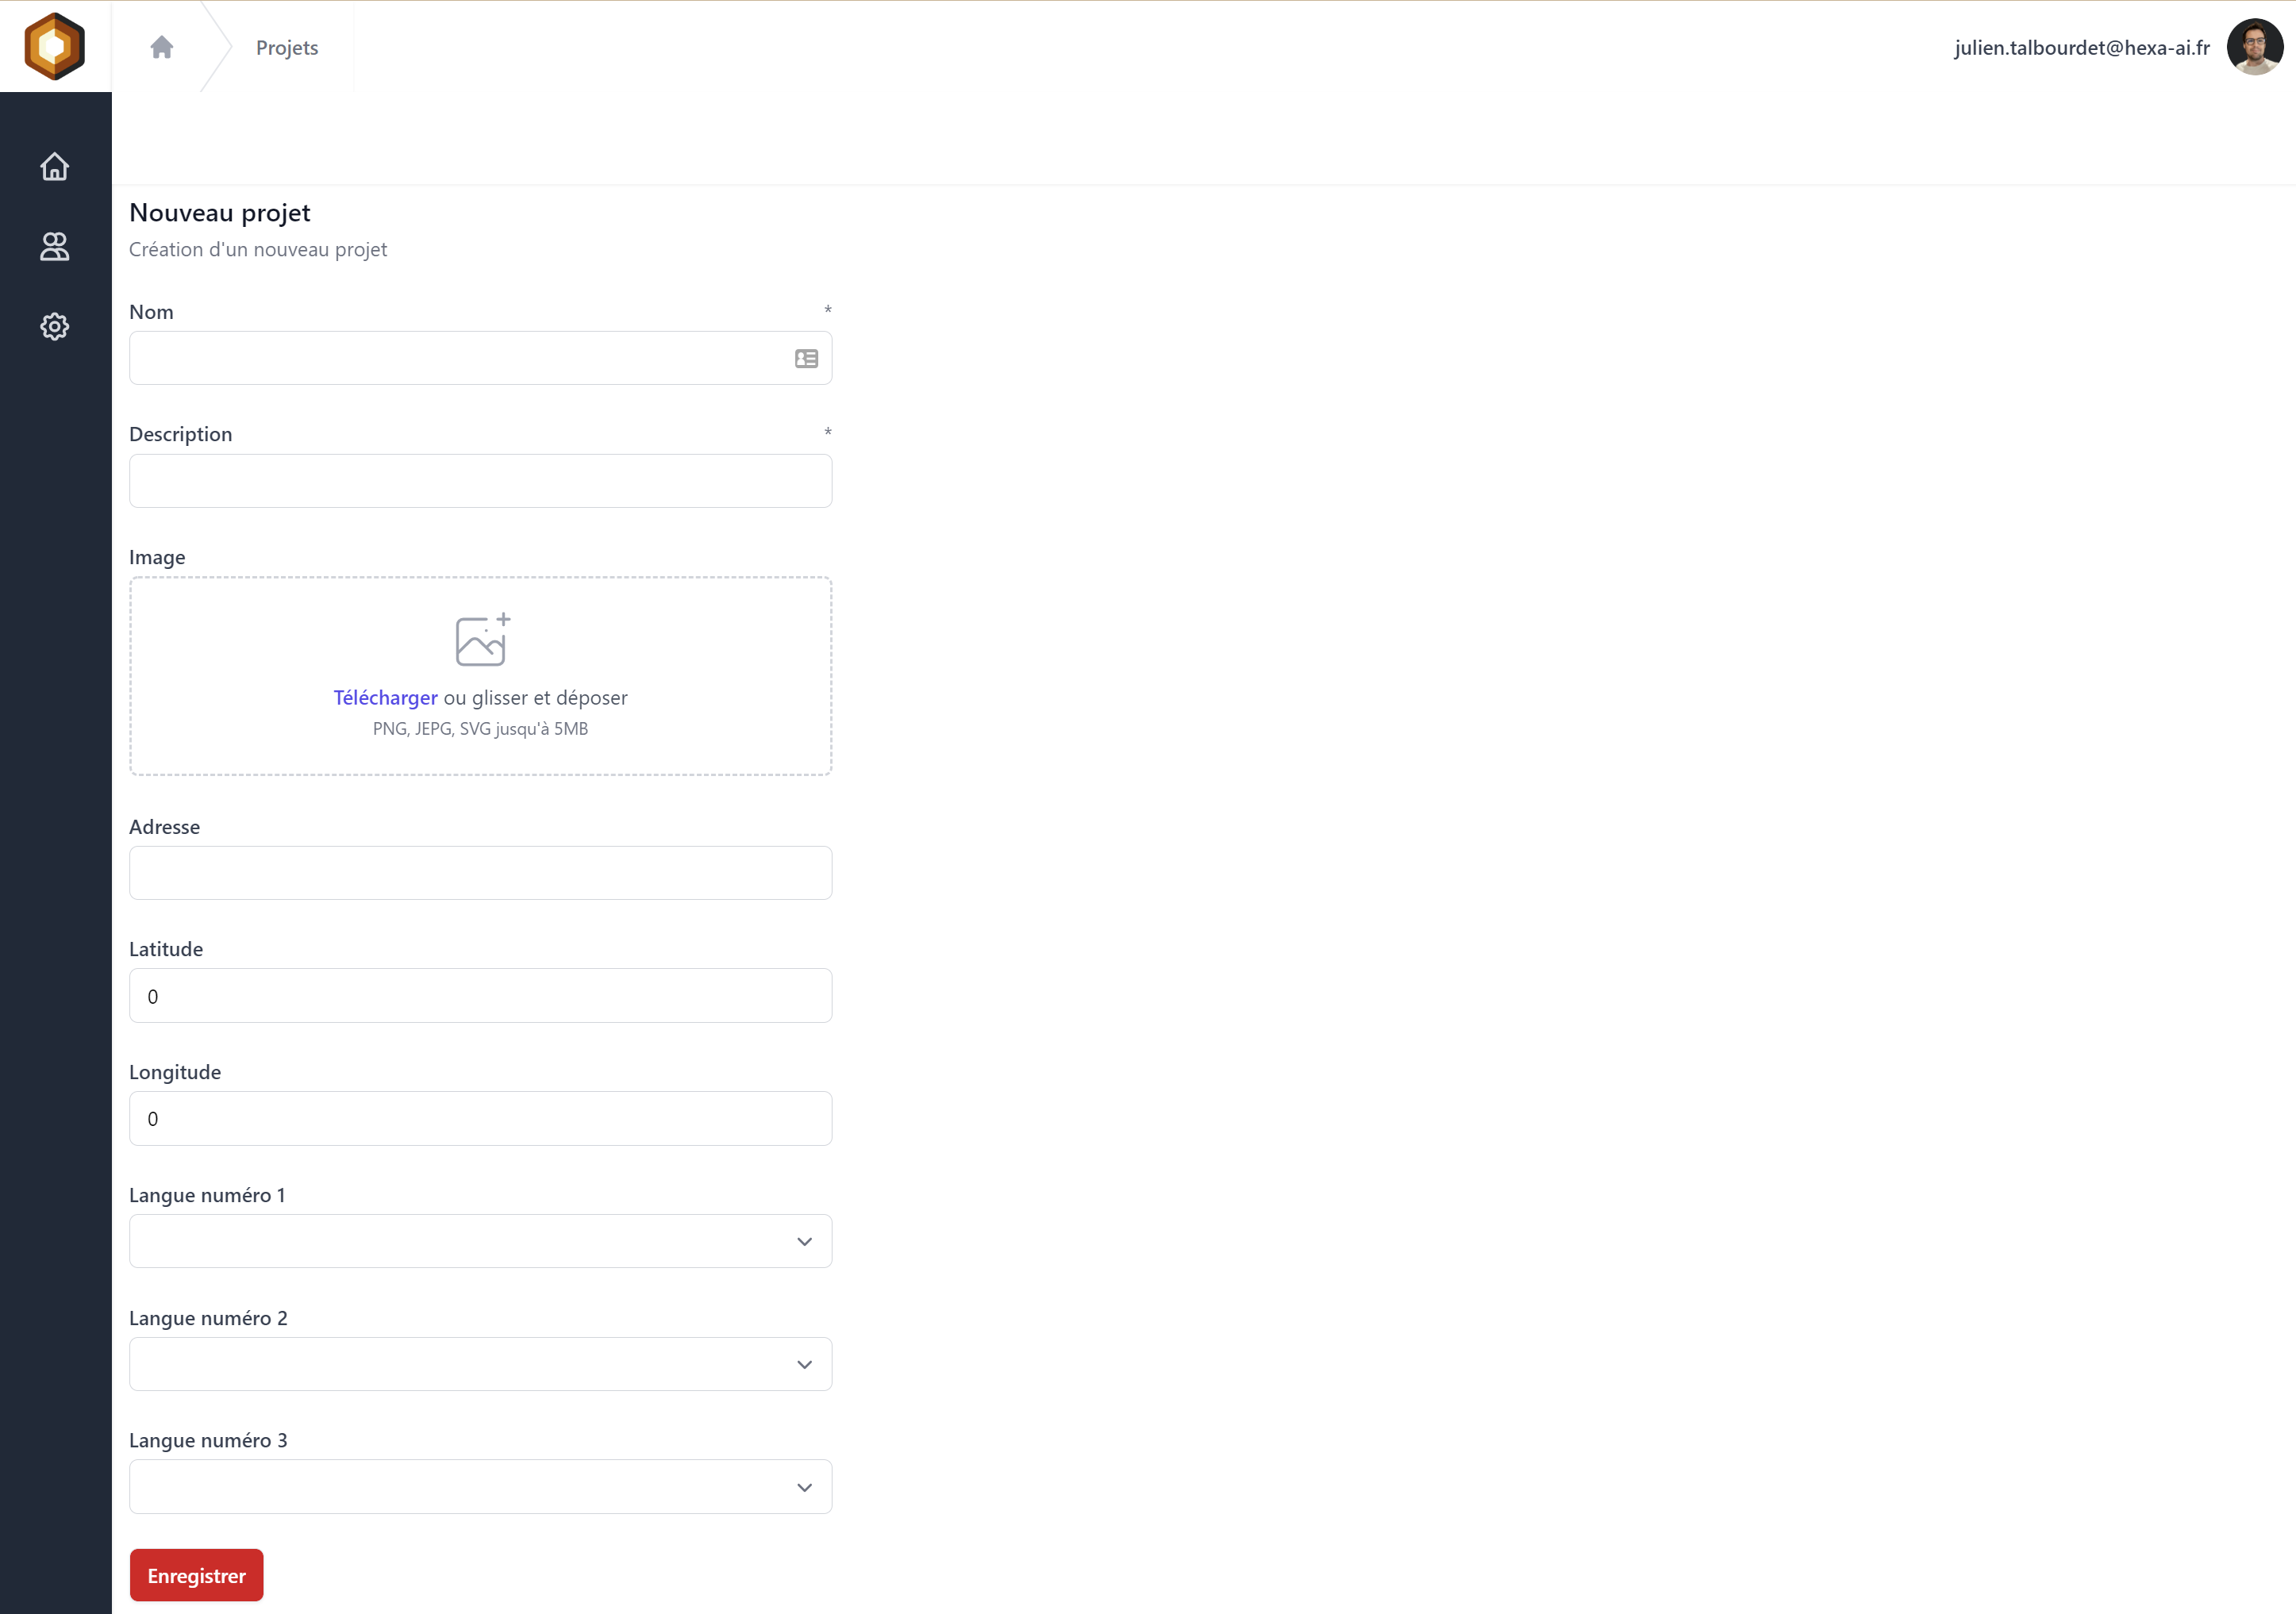 Projets
julien.talbourdet@hexa-ai.fr
Nouveau projet
Création d'un nouveau projet
Nom *
Description *
Image
Télécharger ou glisser et déposer
PNG, JEPG, SVG jusqu'à 5MB
Adresse
Latitude
0
Longitude
0
Langue numéro 1
Langue numéro 2
Langue numéro 3
Enregistrer